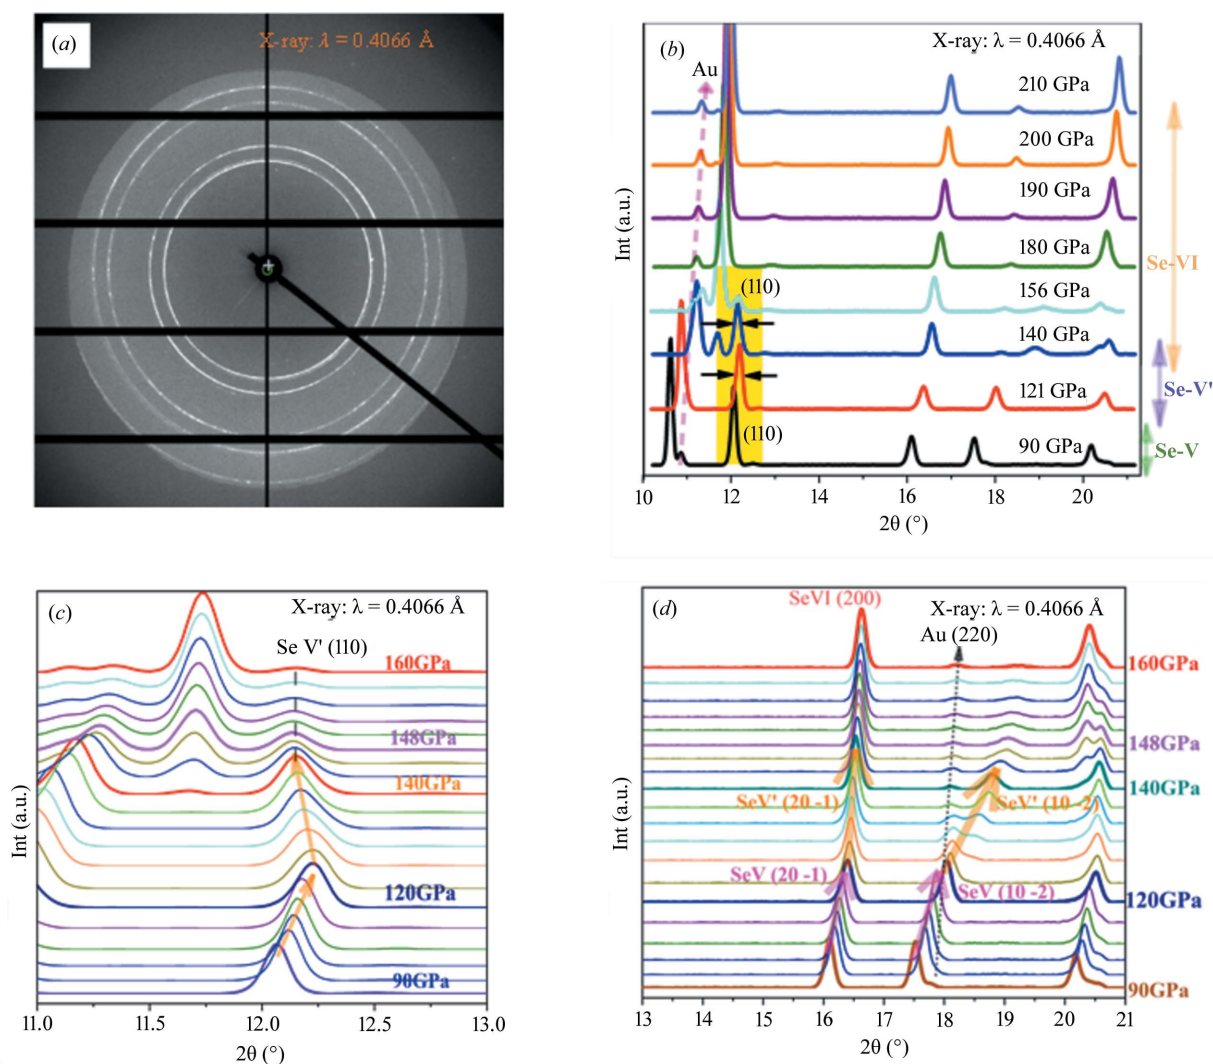 (a)
X-ray: λ = 0.4066 Å
(b)
X-ray: λ = 0.4066 Å
Au
210 GPa
200 GPa
190 GPa
180 GPa
(110)
156 GPa
140 GPa
121 GPa
(110)
90 GPa
Se-VI
Se-V'
Se-V
Int (a.u.)
10 12 14 16 18 20
2θ (°)
(c)
X-ray: λ = 0.4066 Å
Se V' (110)
160GPa
148GPa
140GPa
120GPa
90GPa
Int (a.u.)
11.0 11.5 12.0 12.5 13.0
2θ (°)
(d)
SeVI (200)
X-ray: λ = 0.4066 Å
Au (220)
160GPa
148GPa
140GPa
SeV' (20 -1)
SeV' (10 -2)
SeV (20 -1)
SeV (10 -2)
120GPa
90GPa
Int (a.u.)
13 14 15 16 17 18 19 20 21
2θ (°)